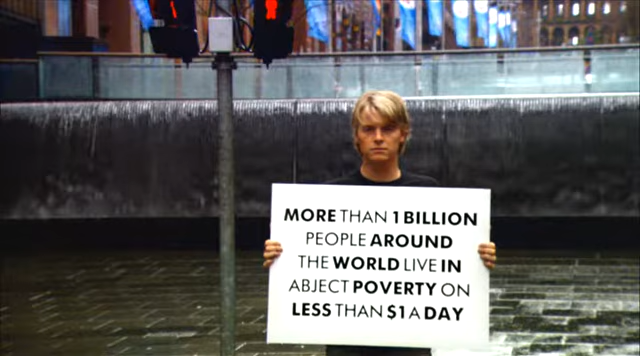 MORE THAN 1 BILLION
PEOPLE AROUND
THE WORLD LIVE IN
ABJECT POVERTY ON
LESS THAN $1 A DAY